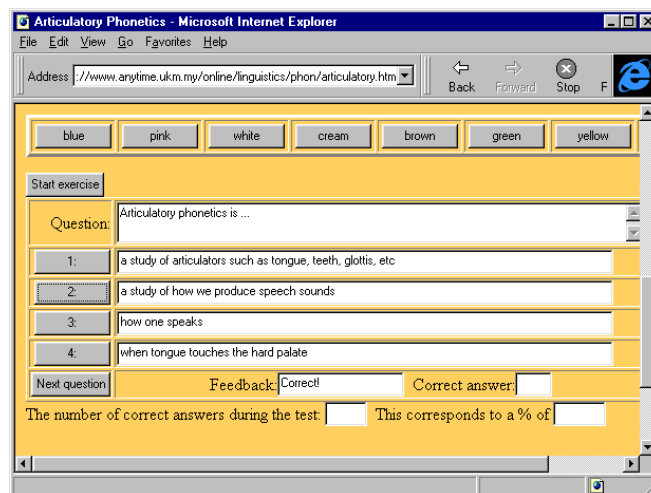 Articulatory Phonetics - Microsoft Internet Explorer
File Edit View Go Favorites Help
Address ://www.anytime.ukm.my/online/linguistics/phon/articulatory.htm Back Forward Stop F
blue pink white cream brown green yellow
Start exercise
Question: Articulatory phonetics is ...
1: a study of articulators such as tongue, teeth, glottis, etc
2: a study of how we produce speech sounds
3: how one speaks
4: when tongue touches the hard palate
Next question Feedback: Correct! Correct answer:
The number of correct answers during the test: This corresponds to a % of